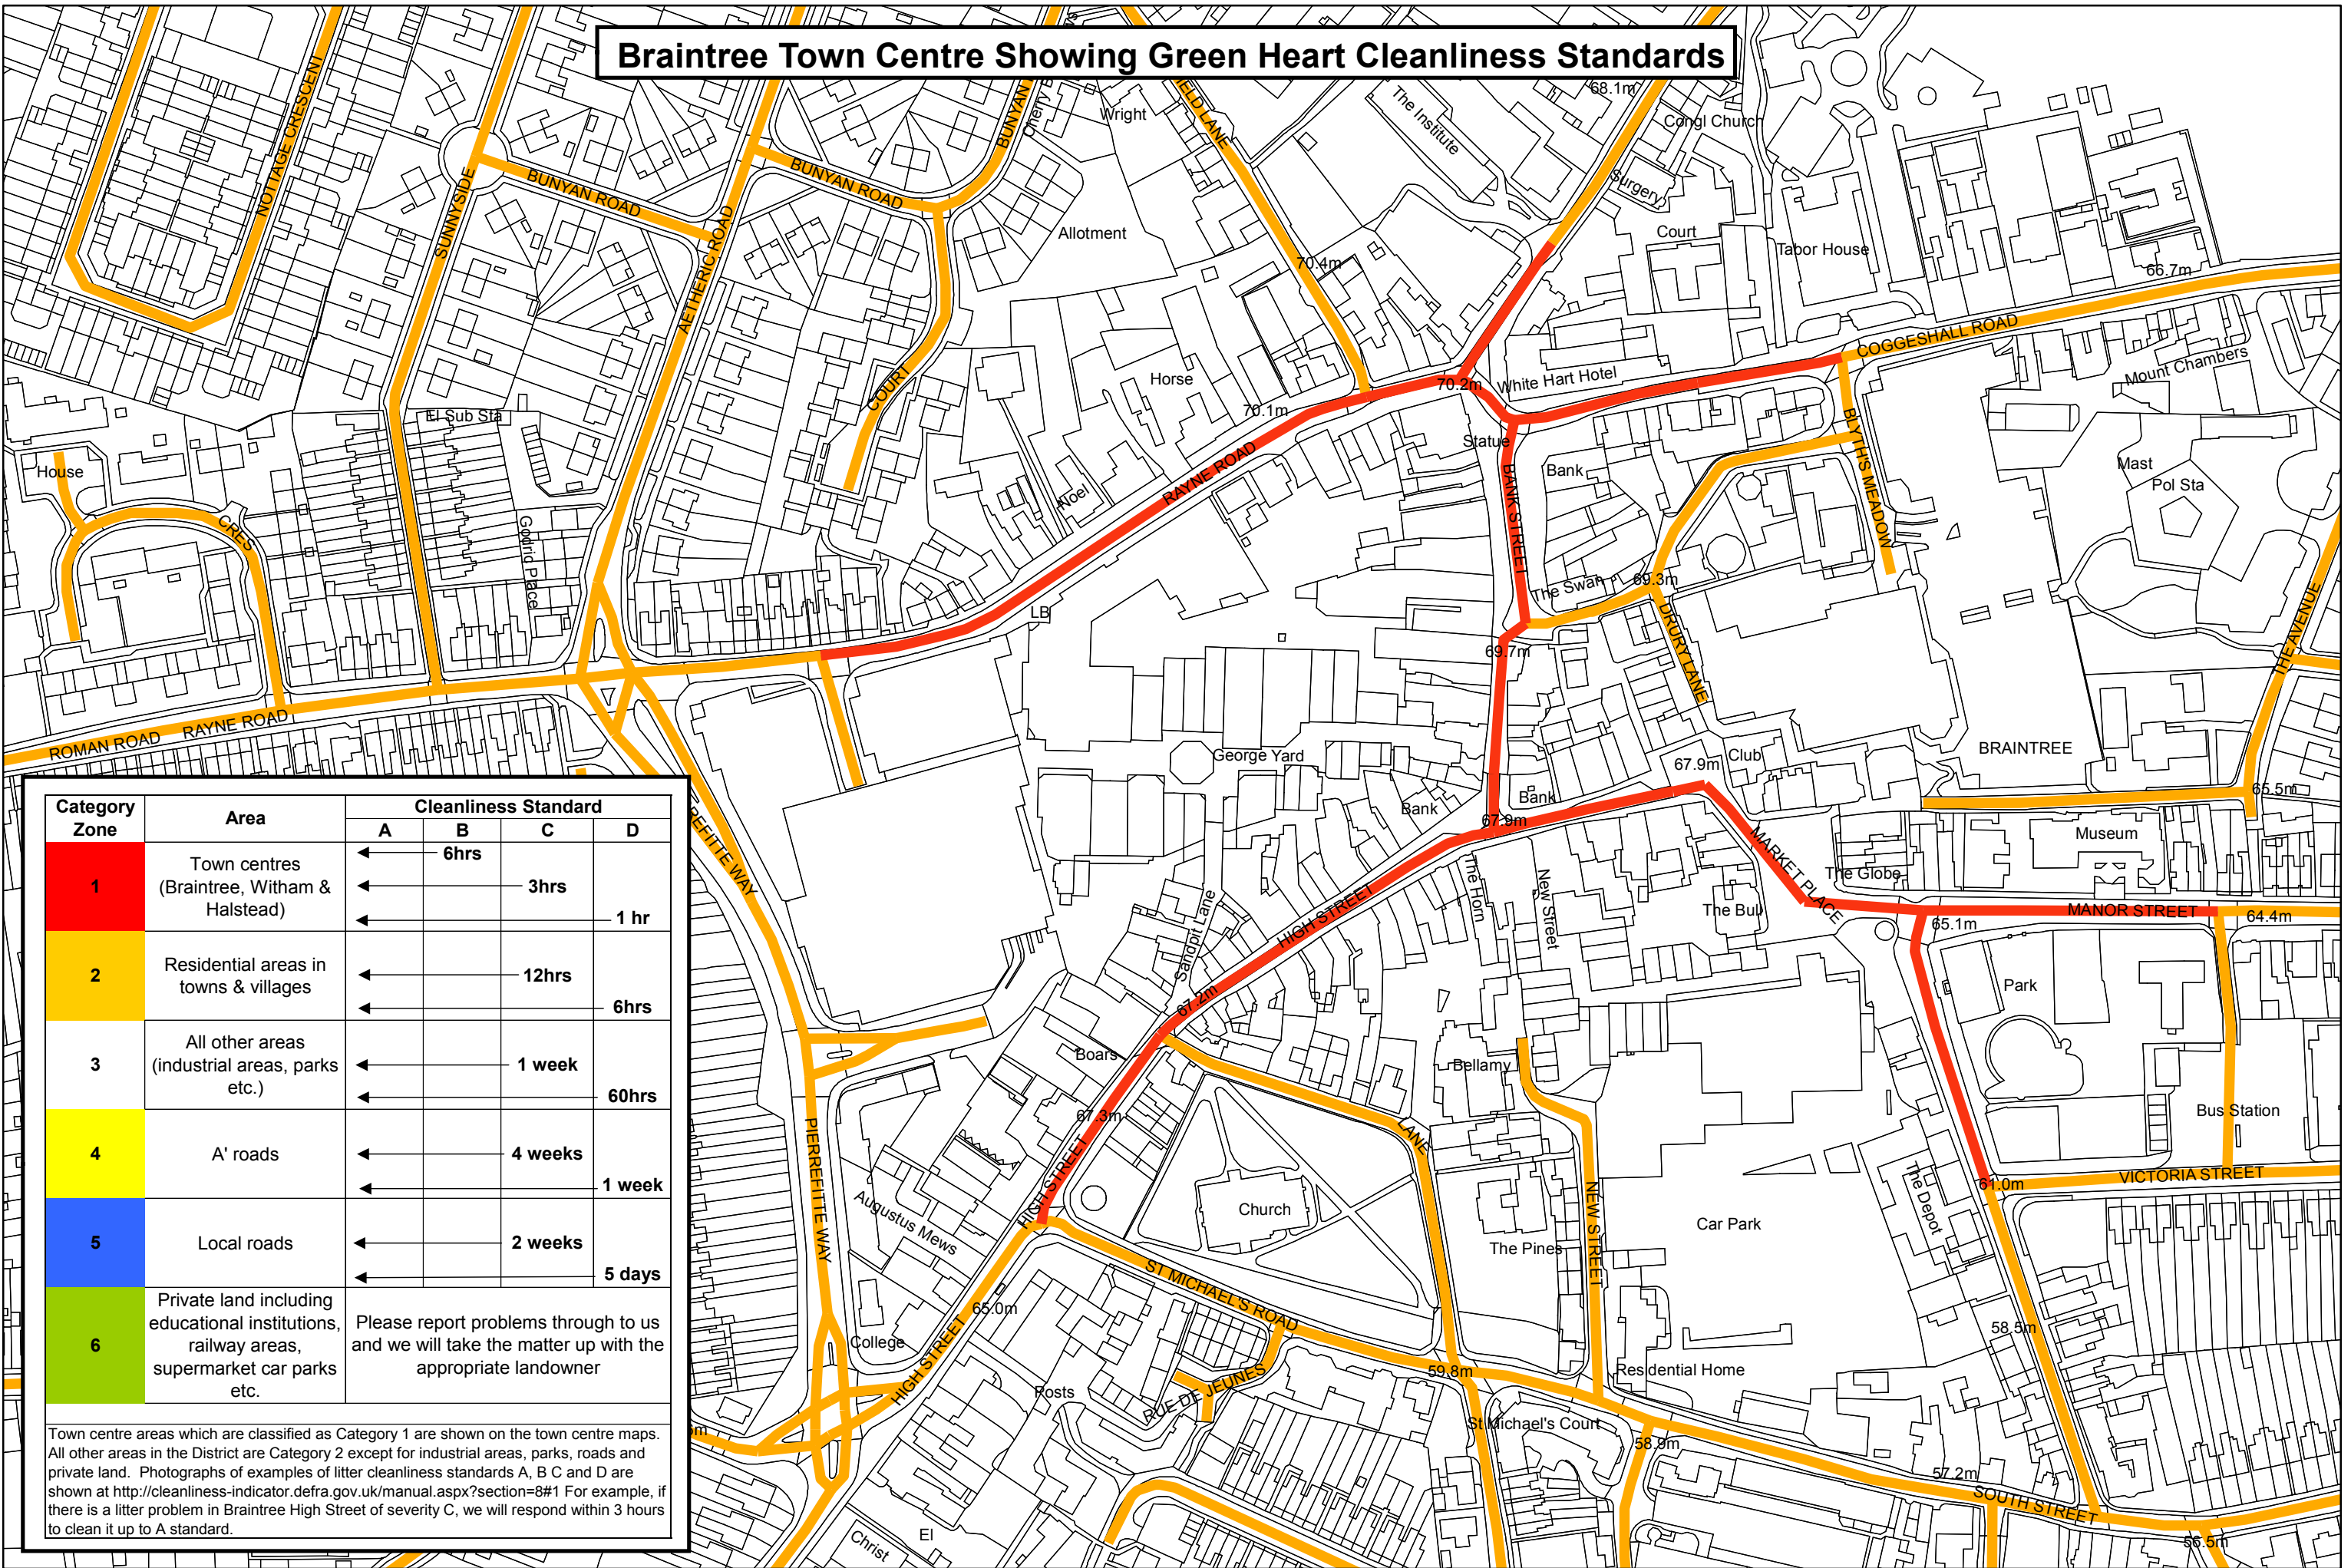 Braintree Town Centre Showing Green Heart Cleanliness Standards
NOTTAGE CRESCENT
SUNNYSIDE
BUNYAN ROAD
AETHERIC ROAD
BUNYAN ROAD
BUNYAN
Wright
Allotment
The Institute
68.1m
Congl Church
Surgery
Court
Tabor House
66.7m
70.4m
COGGESHALL ROAD
Mount Chambers
White Hart Hotel
70.2m
70.1m
Horse
COURT
El Sub Sta
House
CRES
Godric Place
Noel
RAYNE ROAD
Statue
BANK STREET
Bank
BLYTH'S MEADOW
Mast
Pol Sta
The Swan
69.3m
DRURY LANE
THE AVENUE
LB
69.7m
ROMAN ROAD
RAYNE ROAD
George Yard
67.9m
Club
BRAINTREE
65.5m
Bank
Bank
67.9m
Museum
MARKET PLACE
The Globe
The Horn
New Street
The Bull
MANOR STREET
64.4m
65.1m
HIGH STREET
Sandpit Lane
67.2m
Park
Boars
Bellamy
67.3m
LANE
Bus Station
PIERREFITTE WAY
HIGH STREET
Augustus Mews
Church
The Pines
NEW STREET
Car Park
The Depot
61.0m
VICTORIA STREET
ST MICHAEL'S ROAD
65.0m
College
HIGH STREET
Posts
RUE DE JEUNES
59.8m
Residential Home
58.5m
St Michael's Court
58.9m
57.2m
SOUTH STREET
56.5m
Christ
El
Category Zone
Area
Cleanliness Standard
A B C D
1
Town centres
(Braintree, Witham &
Halstead)
6hrs
3hrs
1 hr
2
Residential areas in
towns & villages
12hrs
6hrs
3
All other areas
(industrial areas, parks
etc.)
1 week
60hrs
4
A' roads
4 weeks
1 week
5
Local roads
2 weeks
5 days
6
Private land including
educational institutions,
railway areas,
supermarket car parks
etc.
Please report problems through to us
and we will take the matter up with the
appropriate landowner
Town centre areas which are classified as Category 1 are shown on the town centre maps.
All other areas in the District are Category 2 except for industrial areas, parks, roads and
private land. Photographs of examples of litter cleanliness standards A, B C and D are
shown at http://cleanliness-indicator.defra.gov.uk/manual.aspx?section=8#1 For example, if
there is a litter problem in Braintree High Street of severity C, we will respond within 3 hours
to clean it up to A standard.